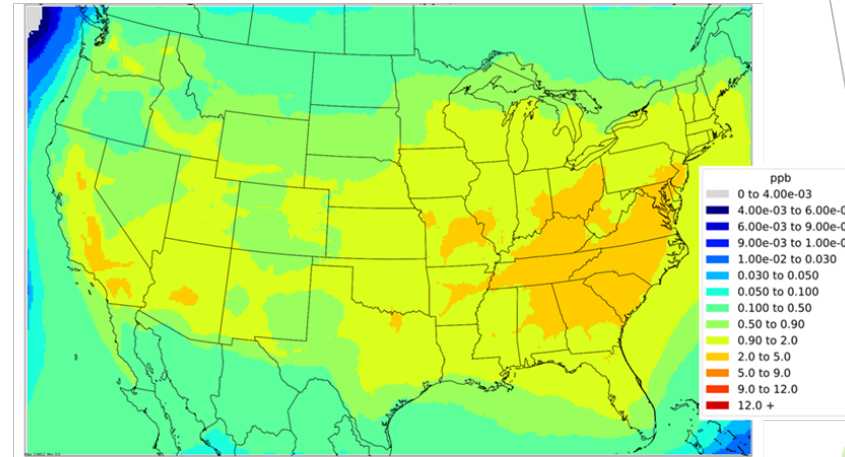 ppb
0 to 4.00e-03
4.00e-03 to 6.00e-0
6.00e-03 to 9.00e-0
9.00e-03 to 1.00e-0
1.00e-02 to 0.030
0.030 to 0.050
0.050 to 0.100
0.100 to 0.50
0.50 to 0.90
0.90 to 2.0
2.0 to 5.0
5.0 to 9.0
9.0 to 12.0
12.0 +